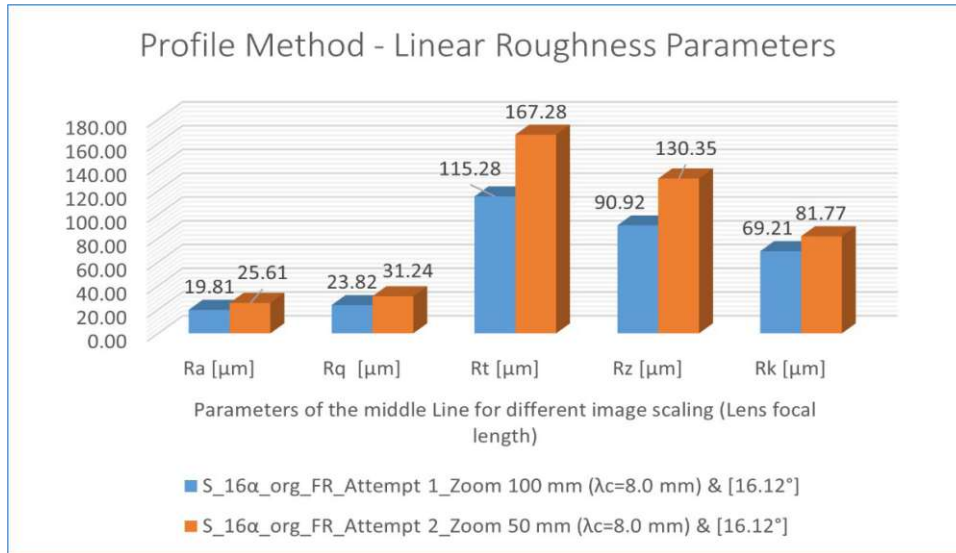 Profile Method - Linear Roughness Parameters
180.00
160.00
140.00
120.00
100.00
80.00
60.00
40.00
20.00
0.00
19.81
25.61
23.82
31.24
115.28
167.28
90.92
130.35
69.21
81.77
Ra [µm]
Rq [µm]
Rt [µm]
Rz [µm]
Rk [µm]
Parameters of the middle Line for different image scaling (Lens focal
length)
S_16α_org_FR_Attempt 1_Zoom 100 mm (λc=8.0 mm) & [16.12°]
S_16α_org_FR_Attempt 2_Zoom 50 mm (λc=8.0 mm) & [16.12°]